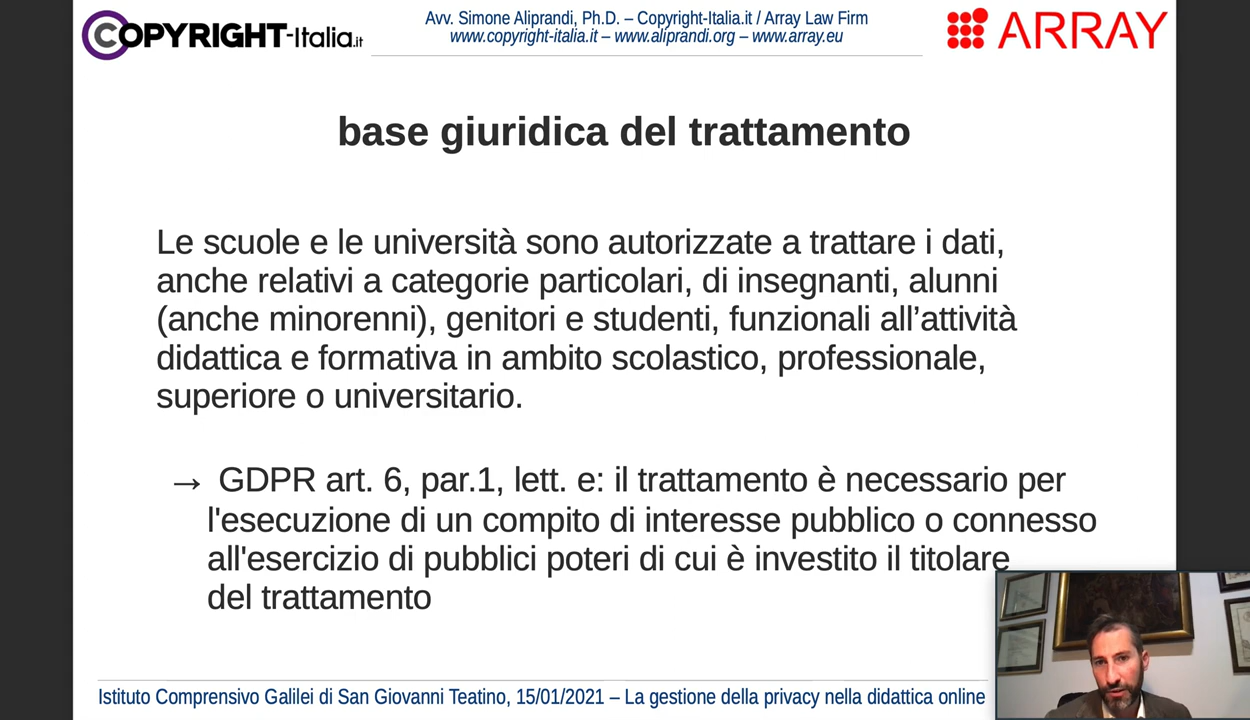 COPYRIGHT-Italia.it
Avv. Simone Aliprandi, Ph.D. – Copyright-Italia.it / Array Law Firm
www.copyright-italia.it – www.aliprandi.org – www.array.eu
ARRAY
base giuridica del trattamento
Le scuole e le università sono autorizzate a trattare i dati,
anche relativi a categorie particolari, di insegnanti, alunni
(anche minorenni), genitori e studenti, funzionali all’attività
didattica e formativa in ambito scolastico, professionale,
superiore o universitario.
→ GDPR art. 6, par.1, lett. e: il trattamento è necessario per
l'esecuzione di un compito di interesse pubblico o connesso
all'esercizio di pubblici poteri di cui è investito il titolare
del trattamento
Istituto Comprensivo Galilei di San Giovanni Teatino, 15/01/2021 – La gestione della privacy nella didattica online